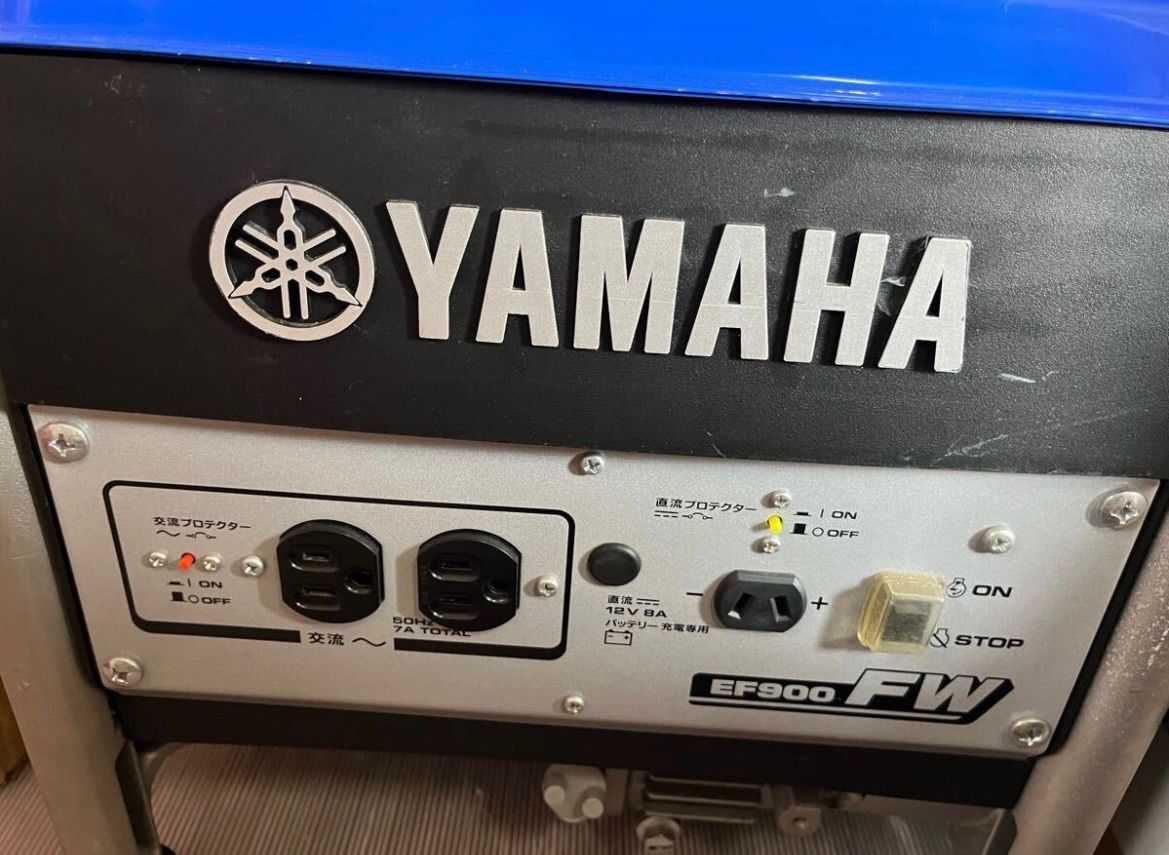 YAMAHA
交流プロテクター
| ON
○ OFF
50Hz
7A TOTAL
交流
直流
12V 8A
バッテリー充電専用
直流プロテクター
| ON
○ OFF
− +
ON
STOP
EF900 FW